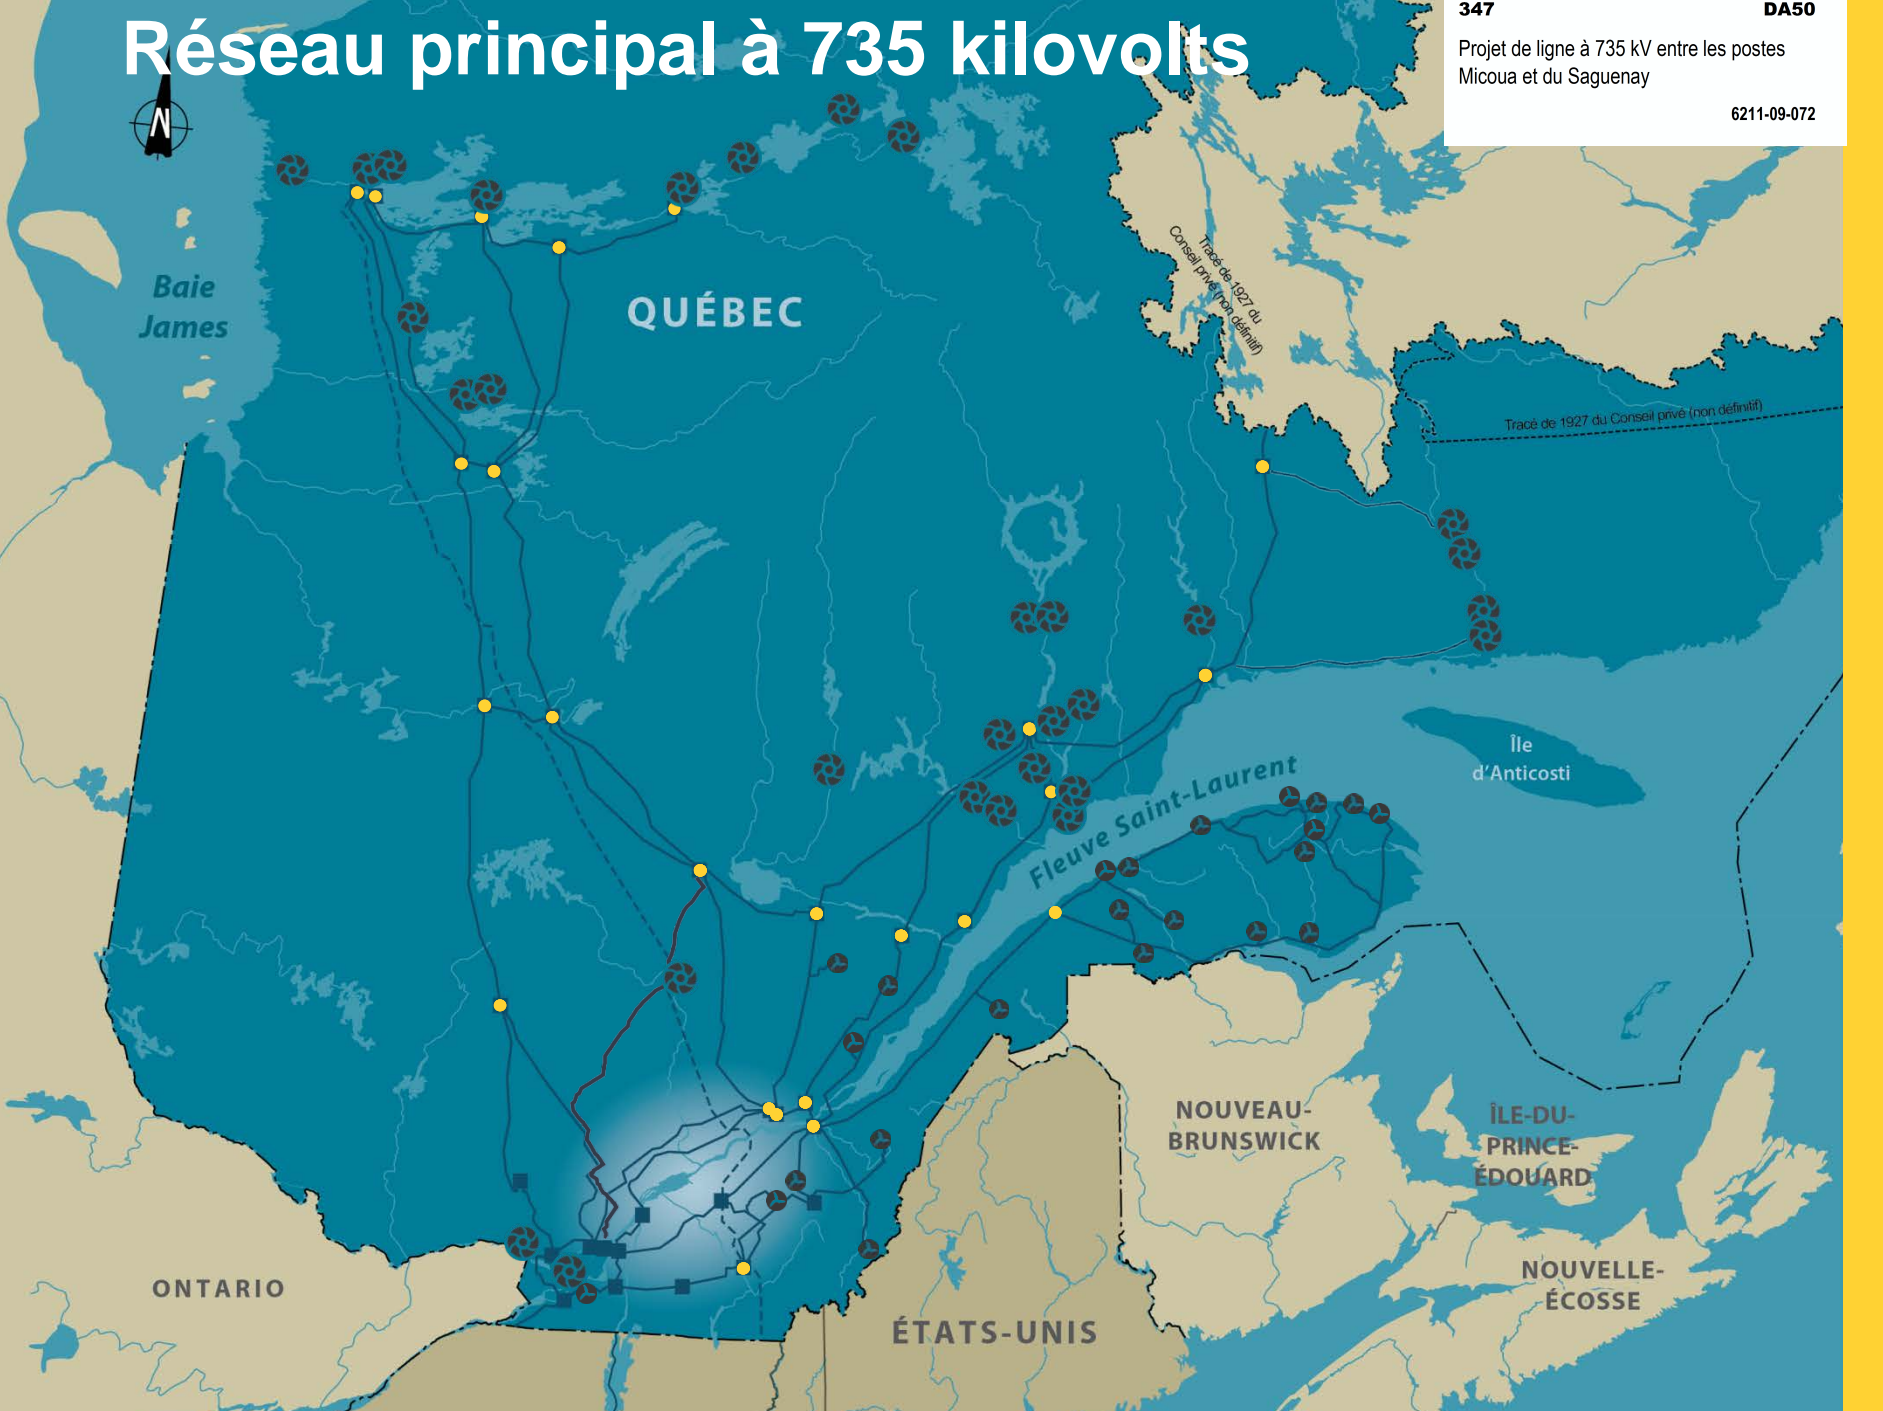 Réseau principal à 735 kilovolts
347 DA50
Projet de ligne à 735 kV entre les postes
Micoua et du Saguenay
6211-09-072
N
Baie
James
QUÉBEC
Tracé de 1927 du
Conseil privé (non définitif)
Tracé de 1927 du Conseil privé (non définitif)
Île
d'Anticosti
Fleuve Saint-Laurent
NOUVEAU-
BRUNSWICK
ÎLE-DU-
PRINCE-
ÉDOUARD
NOUVELLE-
ÉCOSSE
ONTARIO
ÉTATS-UNIS